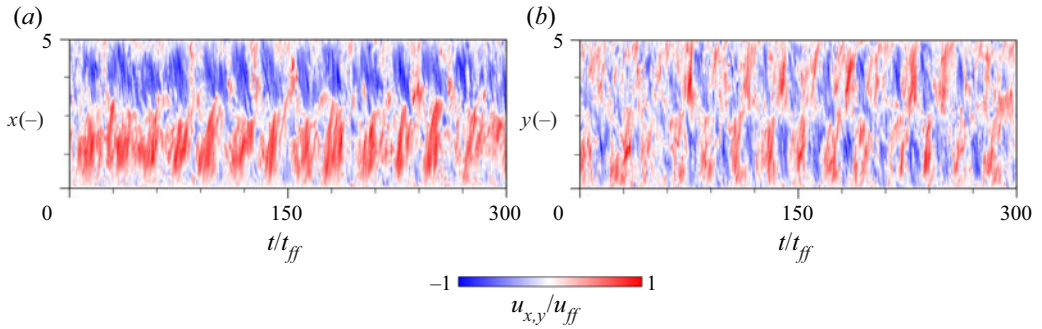 (a) (b)
5 5
x(–) y(–)
0 150 300 0 150 300
t/t_ff t/t_ff
–1 1
u_x,y/u_ff